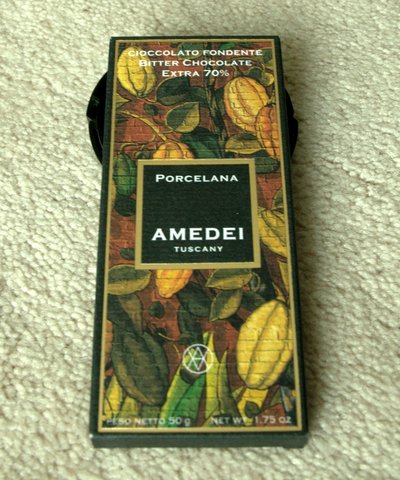 CIOCCOLATO FONDENTE
BITTER CHOCOLATE
EXTRA 70%
PORCELANA
AMEDEI
TUSCANY
PESO NETTO 50 g NET WT. 1.75 OZ